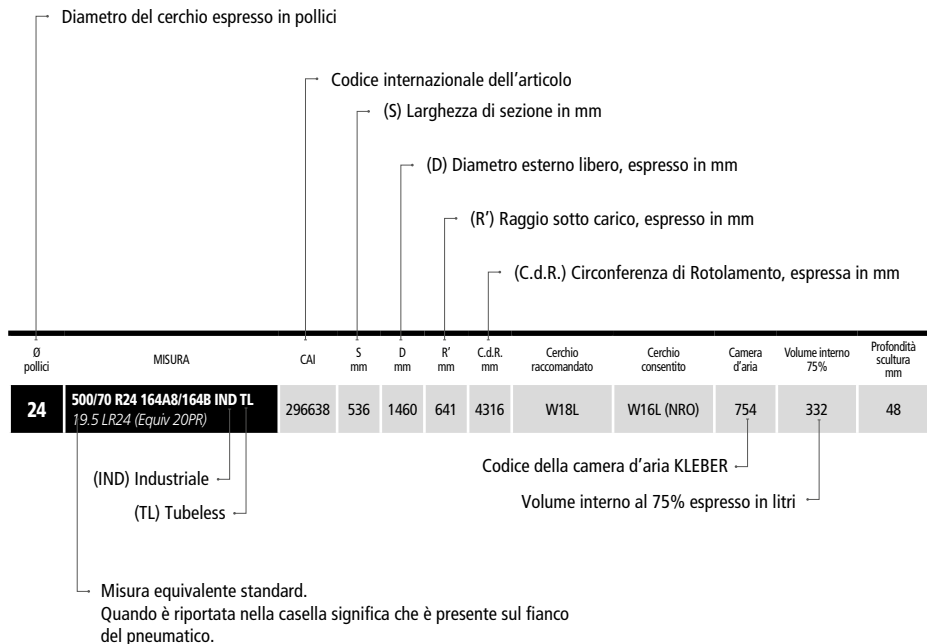 Diametro del cerchio espresso in pollici
Codice internazionale dell'articolo
(S) Larghezza di sezione in mm
(D) Diametro esterno libero, espresso in mm
(R') Raggio sotto carico, espresso in mm
(C.d.R.) Circonferenza di Rotolamento, espressa in mm
Ø pollici MISURA CAI S mm D mm R' mm C.d.R. mm Cerchio raccomandato Cerchio consentito Camera d'aria Volume interno 75% Profondità scultura mm
24 500/70 R24 164A8/164B IND TL 296638 536 1460 641 4316 W18L W16L (NRO) 754 332 48
19.5 LR24 (Equiv 20PR)
Codice della camera d'aria KLEBER
(IND) Industriale
Volume interno al 75% espresso in litri
(TL) Tubeless
Misura equivalente standard.
Quando è riportata nella casella significa che è presente sul fianco
del pneumatico.